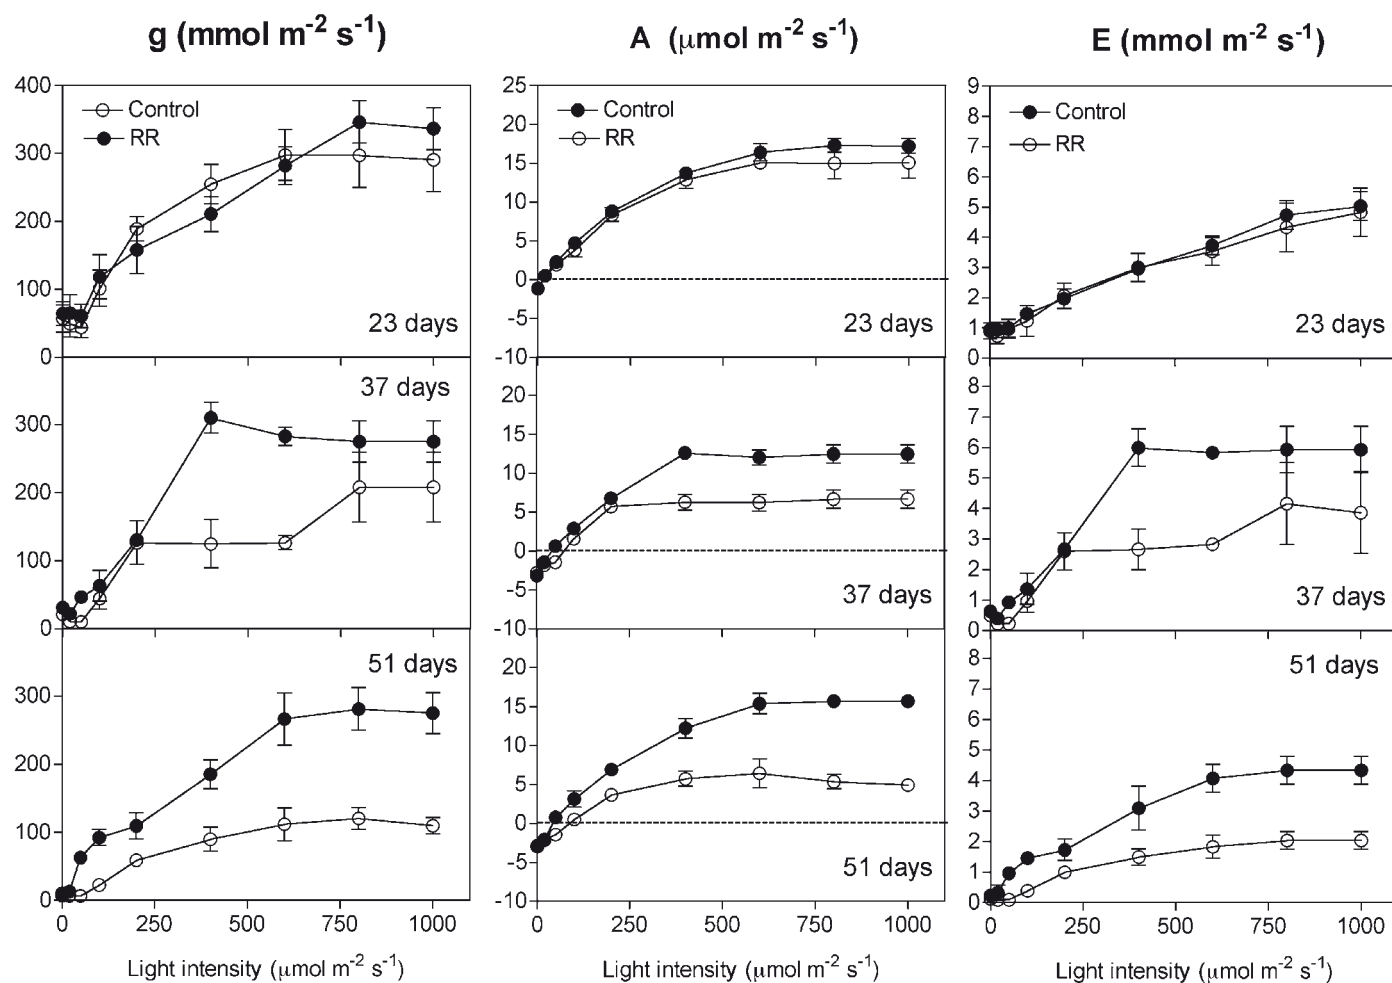 g (mmol m⁻² s⁻¹)
A (μmol m⁻² s⁻¹)
E (mmol m⁻² s⁻¹)
400
300
200
100
0
Control
RR
23 days
25
20
15
10
5
0
-5
-10
Control
RR
23 days
9
8
7
6
5
4
3
2
1
0
Control
RR
23 days
300
200
100
0
37 days
20
15
10
5
0
-5
-10
37 days
8
7
6
5
4
3
2
1
0
37 days
300
200
100
0
51 days
20
15
10
5
0
-5
-10
51 days
8
7
6
5
4
3
2
1
0
51 days
0 250 500 750 1000
0 250 500 750 1000
0 250 500 750 1000
Light intensity (μmol m⁻² s⁻¹)
Light intensity (μmol m⁻² s⁻¹)
Light intensity (μmol m⁻² s⁻¹)